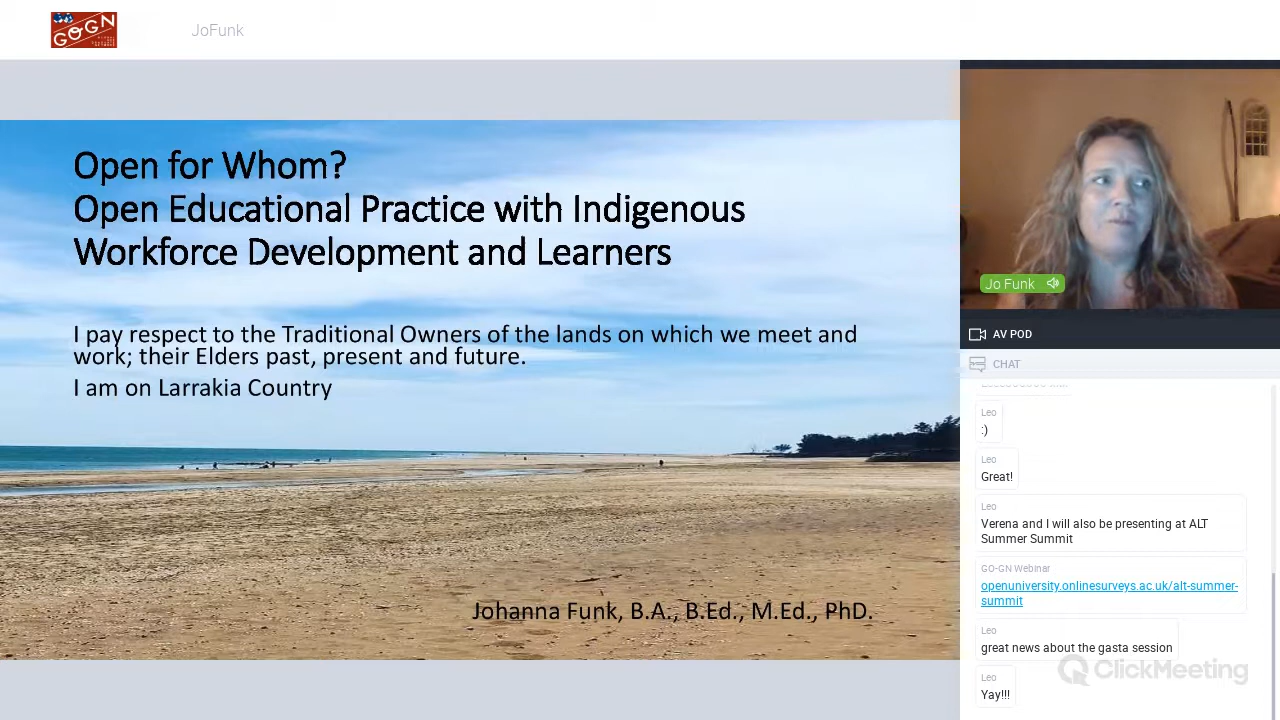 GO-GN
JoFunk
Open for Whom?
Open Educational Practice with Indigenous
Workforce Development and Learners
I pay respect to the Traditional Owners of the lands on which we meet and
work; their Elders past, present and future.
I am on Larrakia Country
Johanna Funk, B.A., B.Ed., M.Ed., PhD.
Jo Funk
AV POD
CHAT
Leo
:)
Leo
Great!
Leo
Verena and I will also be presenting at ALT
Summer Summit
GO-GN Webinar
openuniversity.onlinesurveys.ac.uk/alt-summer-
summit
Leo
great news about the gasta session
ClickMeeting
Leo
Yay!!!